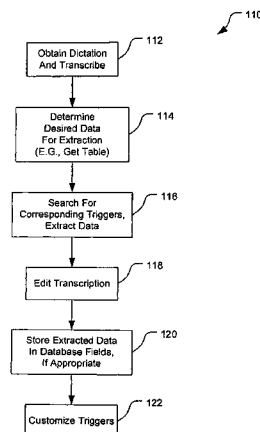 110
Obtain Dictation
And Transcribe
112
Determine
Desired Data
For Extraction
(E.G., Get Table)
114
Search For
Corresponding Triggers,
Extract Data
116
Edit Transcription
118
Store Extracted Data
In Database Fields,
If Appropriate
120
Customize Triggers
122